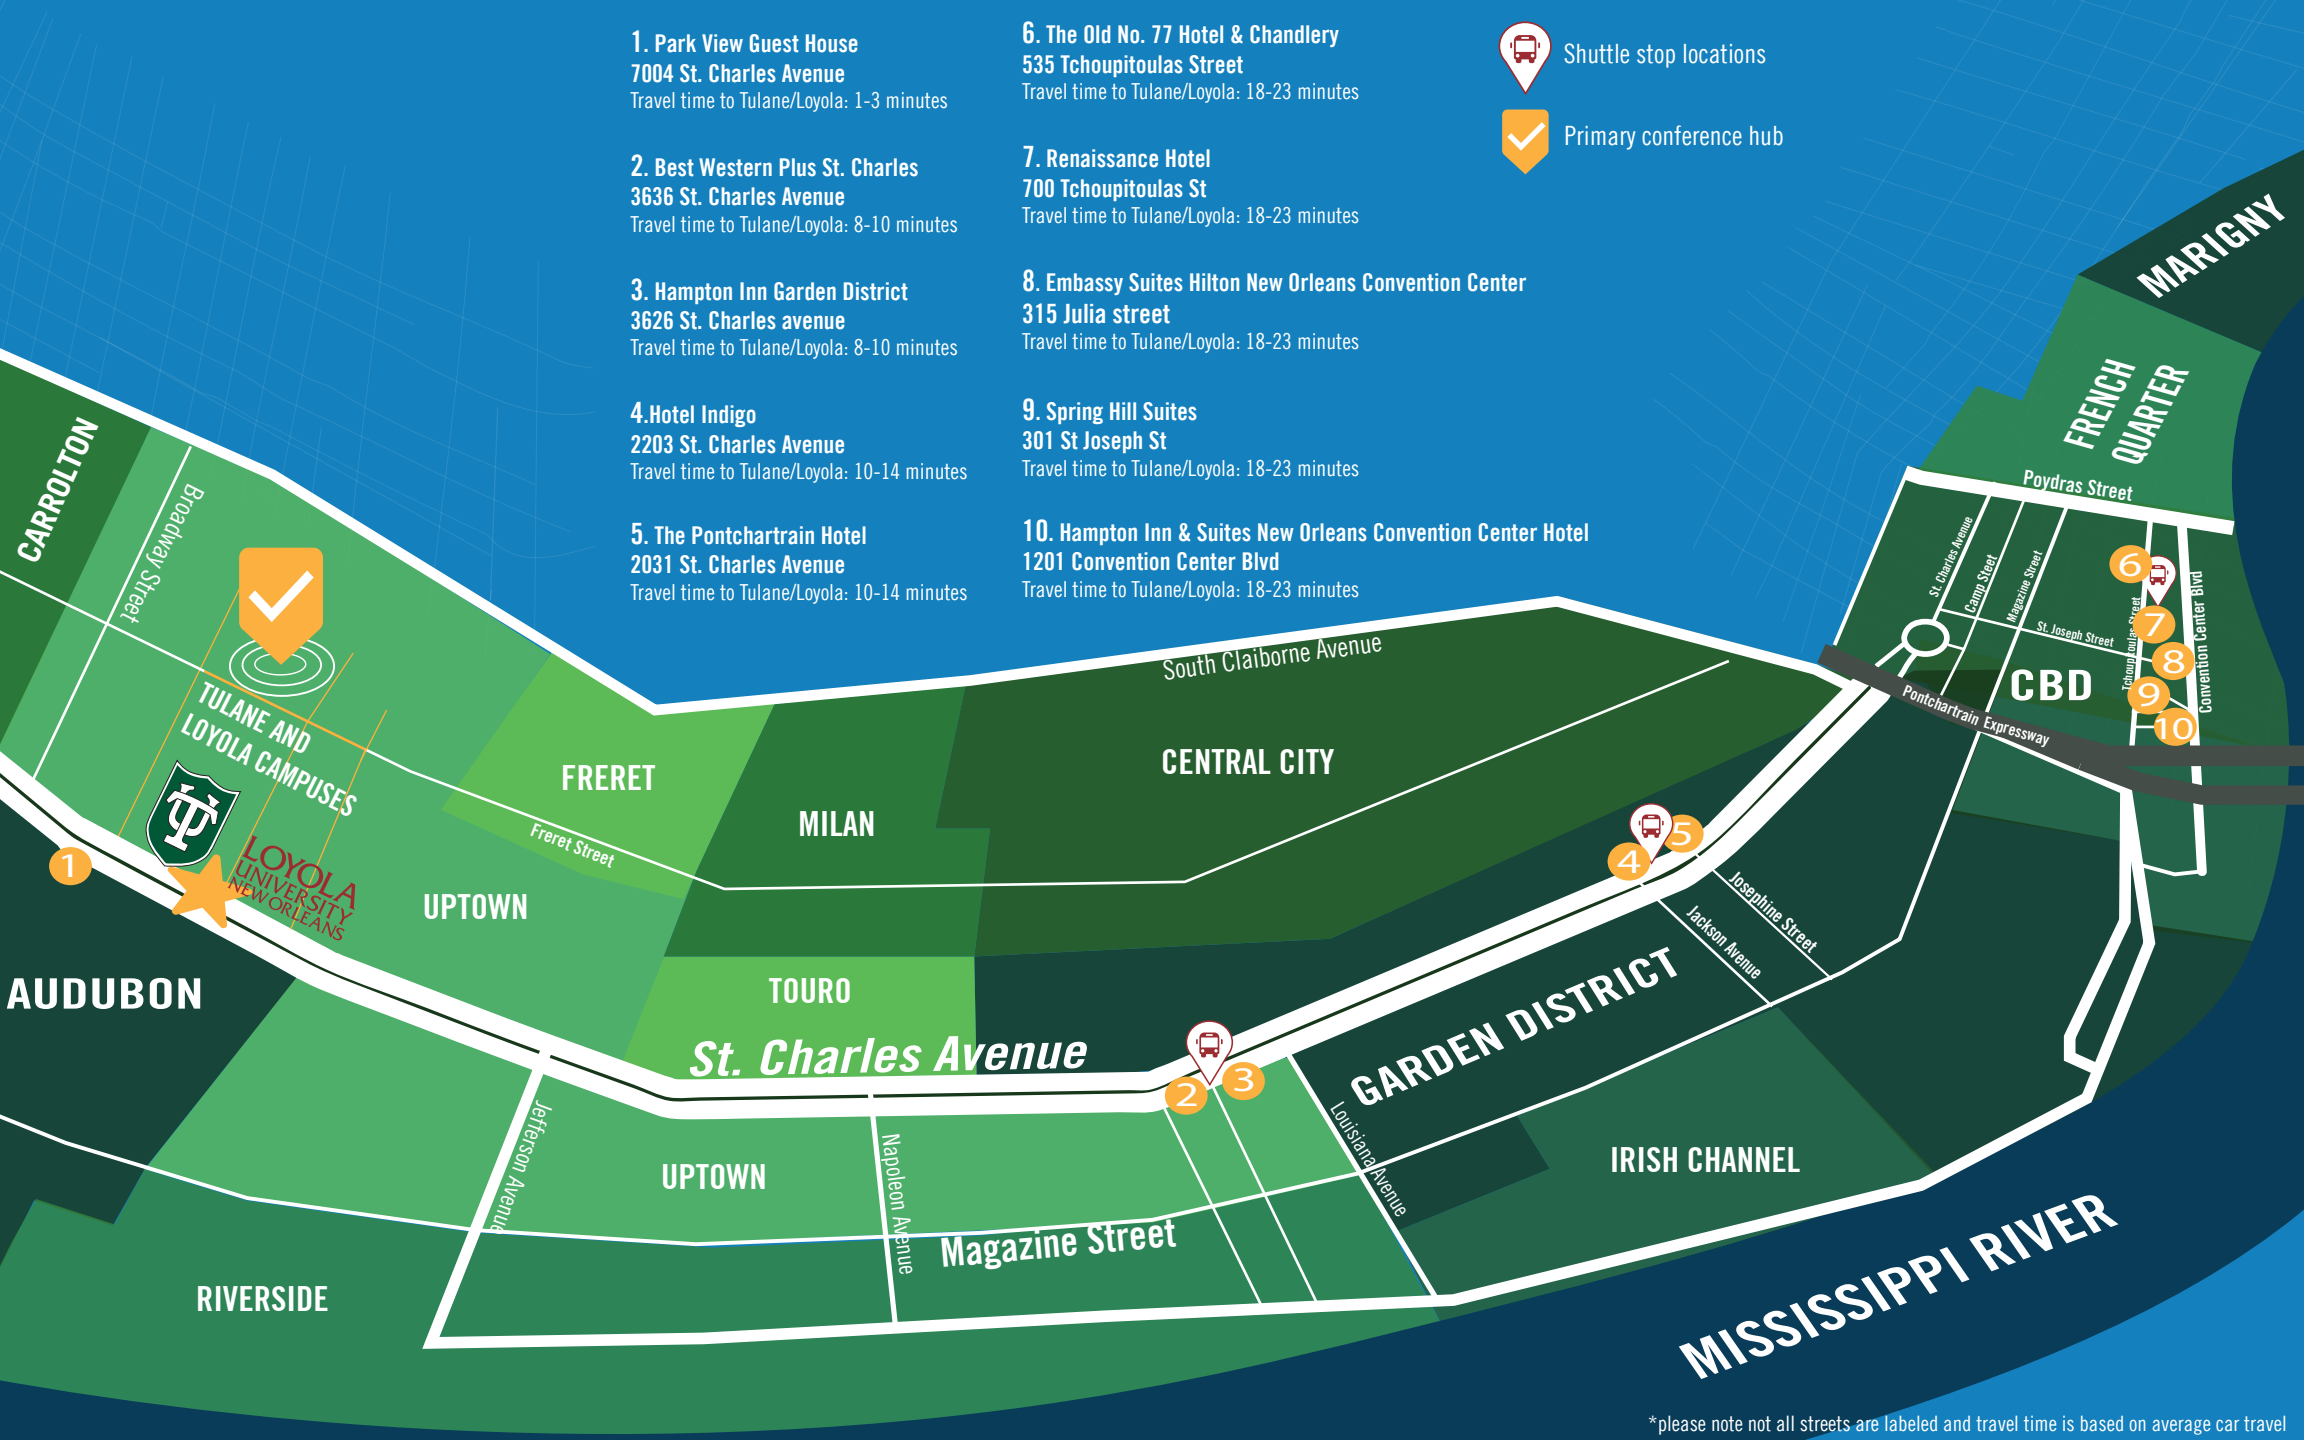 1. Park View Guest House
7004 St. Charles Avenue
Travel time to Tulane/Loyola: 1-3 minutes
2. Best Western Plus St. Charles
3636 St. Charles Avenue
Travel time to Tulane/Loyola: 8-10 minutes
3. Hampton Inn Garden District
3626 St. Charles avenue
Travel time to Tulane/Loyola: 8-10 minutes
4.Hotel Indigo
2203 St. Charles Avenue
Travel time to Tulane/Loyola: 10-14 minutes
5. The Pontchartrain Hotel
2031 St. Charles Avenue
Travel time to Tulane/Loyola: 10-14 minutes
6. The Old No. 77 Hotel & Chandlery
535 Tchoupitoulas Street
Travel time to Tulane/Loyola: 18-23 minutes
7. Renaissance Hotel
700 Tchoupitoulas St
Travel time to Tulane/Loyola: 18-23 minutes
8. Embassy Suites Hilton New Orleans Convention Center
315 Julia street
Travel time to Tulane/Loyola: 18-23 minutes
9. Spring Hill Suites
301 St Joseph St
Travel time to Tulane/Loyola: 18-23 minutes
10. Hampton Inn & Suites New Orleans Convention Center Hotel
1201 Convention Center Blvd
Travel time to Tulane/Loyola: 18-23 minutes
Shuttle stop locations
Primary conference hub
MARIGNY
FRENCH
QUARTER
Poydras Street
St. Charles Avenue
Camp Steet
Magazine Street
St. Joseph Street
Tchoupitoulas Street
Convention Center Blvd
6
7
8
9
10
CBD
Pontchartrain Expressway
CARROLTON
Broadway Street
TULANE AND
LOYOLA CAMPUSES
TU
LOYOLA
UNIVERSITY
NEW ORLEANS
1
AUDUBON
UPTOWN
FRERET
Freret Street
MILAN
South Claiborne Avenue
CENTRAL CITY
TOURO
St. Charles Avenue
2
3
4
5
Josephine Street
Jackson Avenue
GARDEN DISTRICT
Louisiana Avenue
Jefferson Avenue
UPTOWN
Napoleon Avenue
Magazine Street
IRISH CHANNEL
RIVERSIDE
MISSISSIPPI RIVER
*please note not all streets are labeled and travel time is based on average car travel